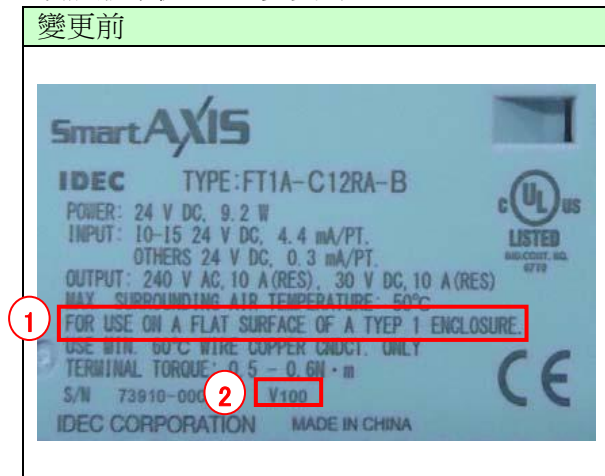 變更前
SmartAXIS
IDEC TYPE:FT1A-C12RA-B
POWER: 24 V DC, 9.2 W
INPUT: I0-I5 24 V DC, 4.4 mA/PT.
OTHERS 24 V DC, 0.3 mA/PT.
OUTPUT: 240 V AC,10 A(RES), 30 V DC,10 A(RES)
MAX. SURROUNDING AIR TEMPERATURE: 50℃
1 FOR USE ON A FLAT SURFACE OF A TYEP 1 ENCLOSURE.
USE MIN. 60℃ WIRE COPPER CNDCT. ONLY
TERMINAL TORQUE: 0.5 - 0.6N・m
S/N 73910-000 2 V100
IDEC CORPORATION MADE IN CHINA
C UL US
LISTED
CE